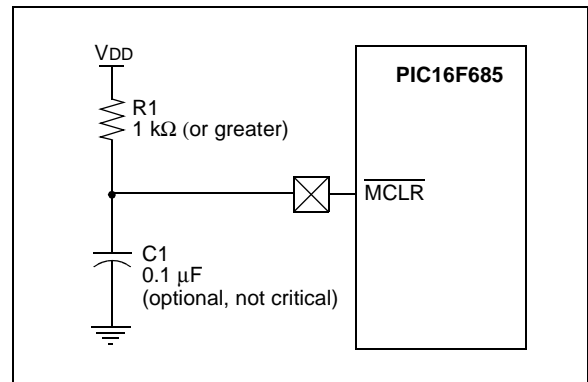 VDD
PIC16F685
R1
1 kΩ (or greater)
MCLR
C1
0.1 μF
(optional, not critical)